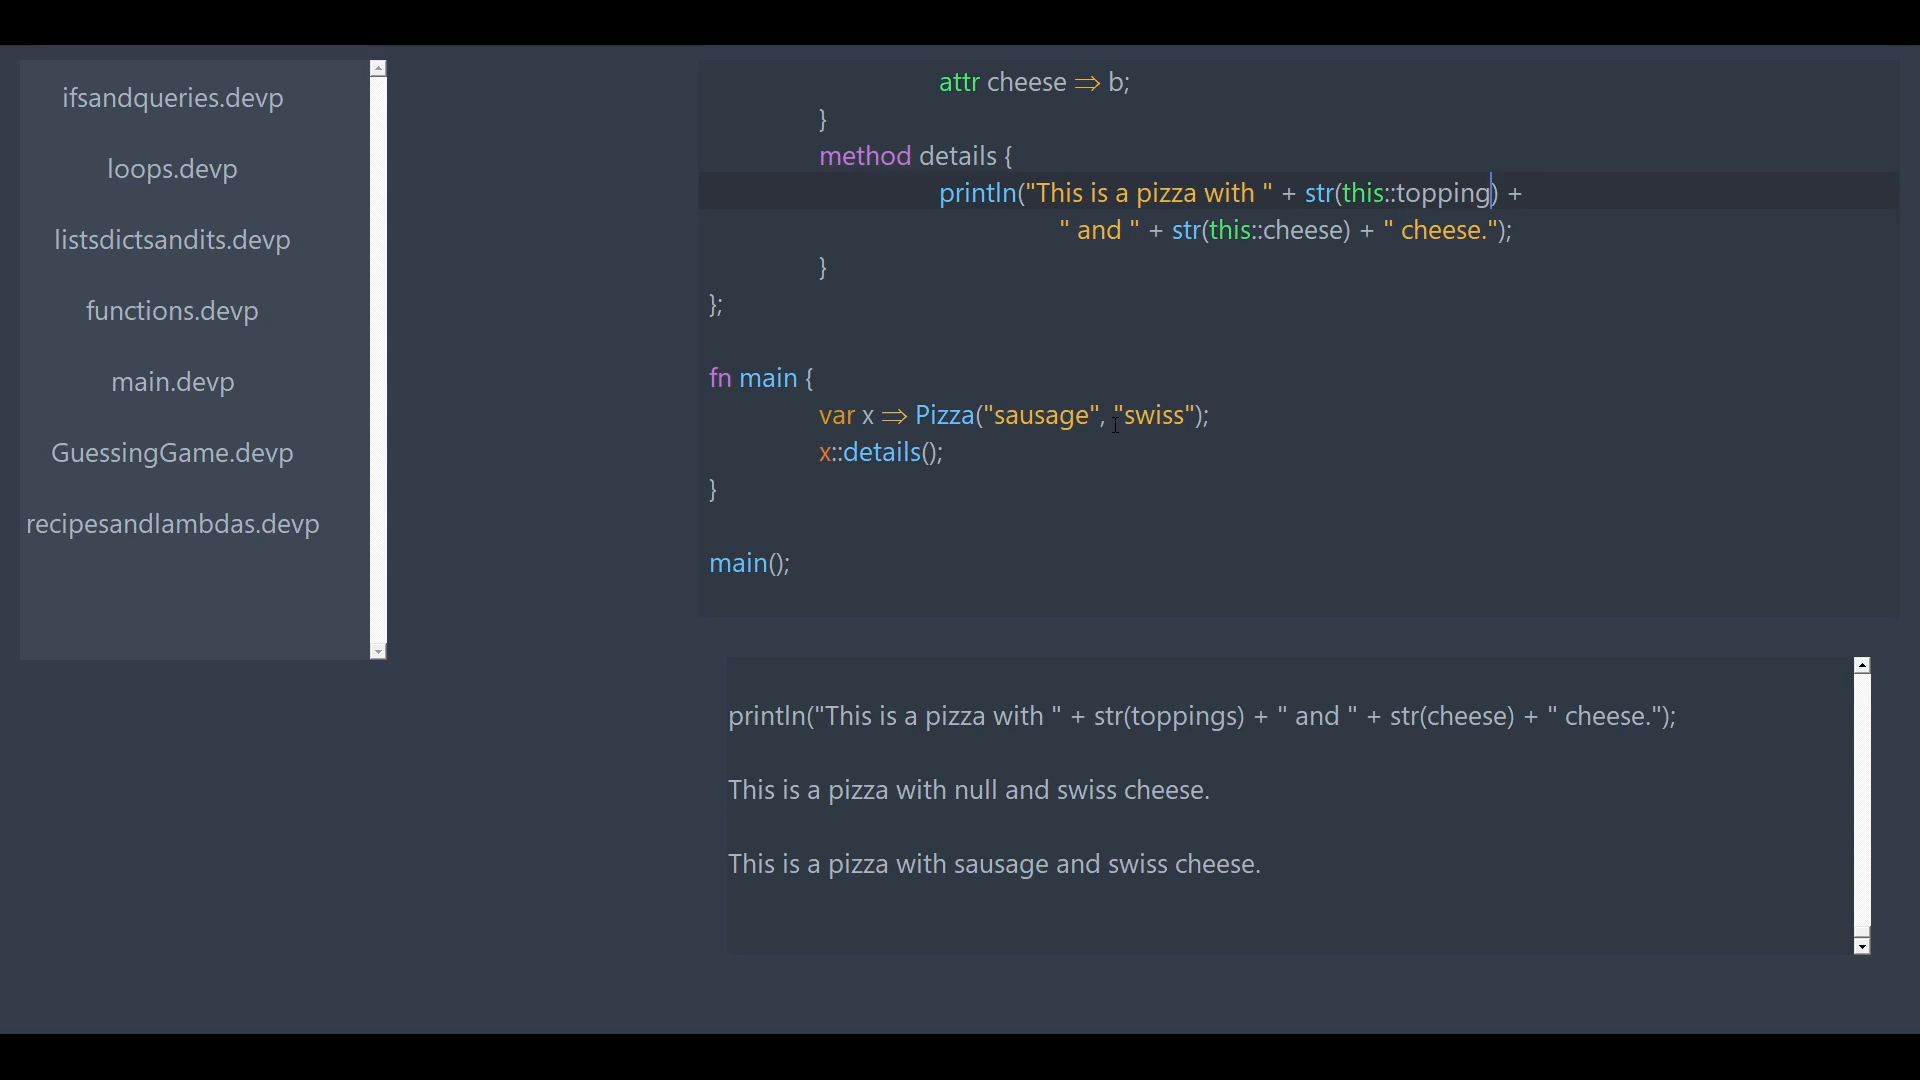 ifsandqueries.devp
loops.devp
listsdictsandits.devp
functions.devp
main.devp
GuessingGame.devp
recipesandlambdas.devp
attr cheese ⇒ b;
}
method details {
println("This is a pizza with " + str(this::topping) +
" and " + str(this::cheese) + " cheese.");
}
};
fn main {
var x ⇒ Pizza("sausage", "swiss");
x::details();
}
main();
println("This is a pizza with " + str(toppings) + " and " + str(cheese) + " cheese.");
This is a pizza with null and swiss cheese.
This is a pizza with sausage and swiss cheese.